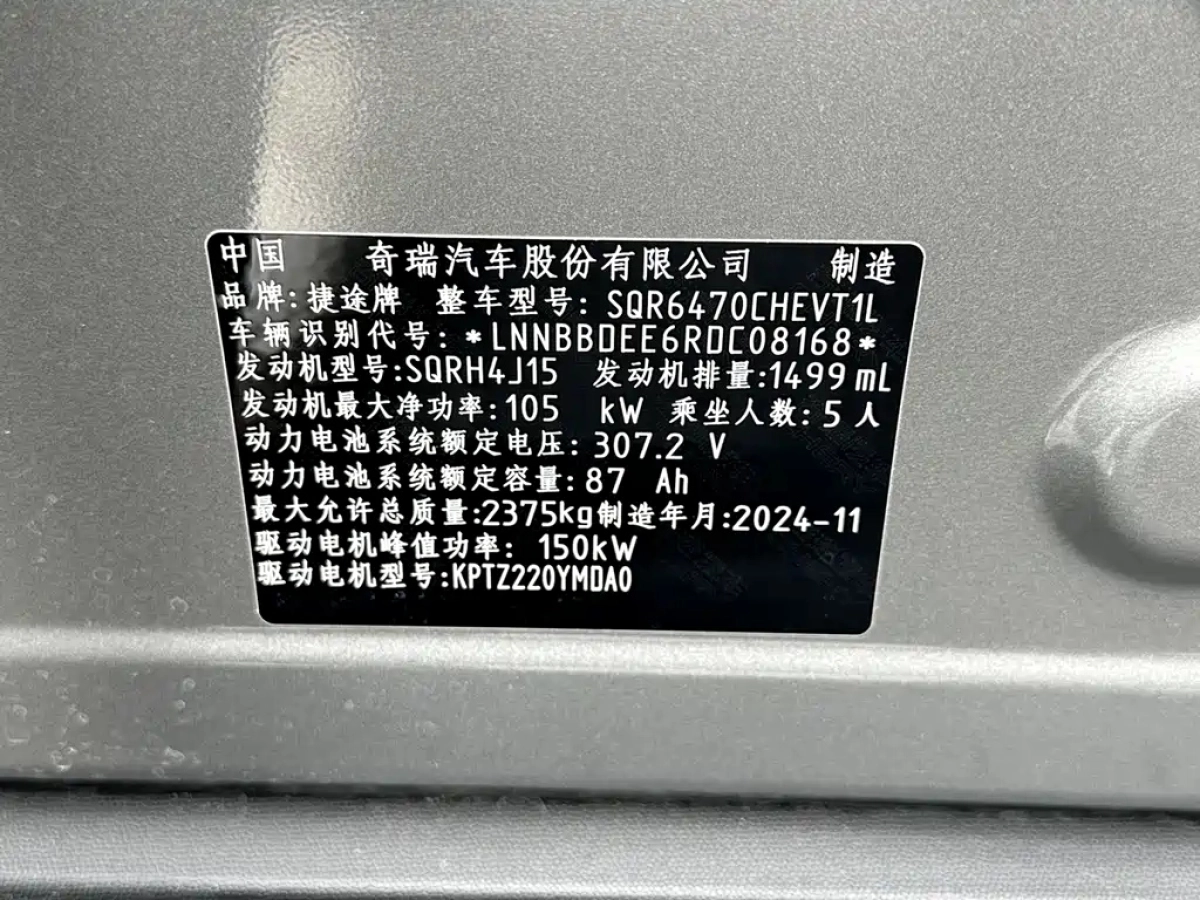 中国 奇瑞汽车股份有限公司 制造
品牌:捷途牌 整车型号: SQR6470CHEVT1L
车辆识别代号: *LNNBBDEE6RDC08168*
发动机型号:SQRH4J15 发动机排量:1499 mL
发动机最大净功率:105 kW 乘坐人数:5人
动力电池系统额定电压: 307.2 V
动力电池系统额定容量: 87 Ah
最大允许总质量:2375kg制造年月:2024-11
驱动电机峰值功率: 150kW
驱动电机型号:KPTZ220YMDA0